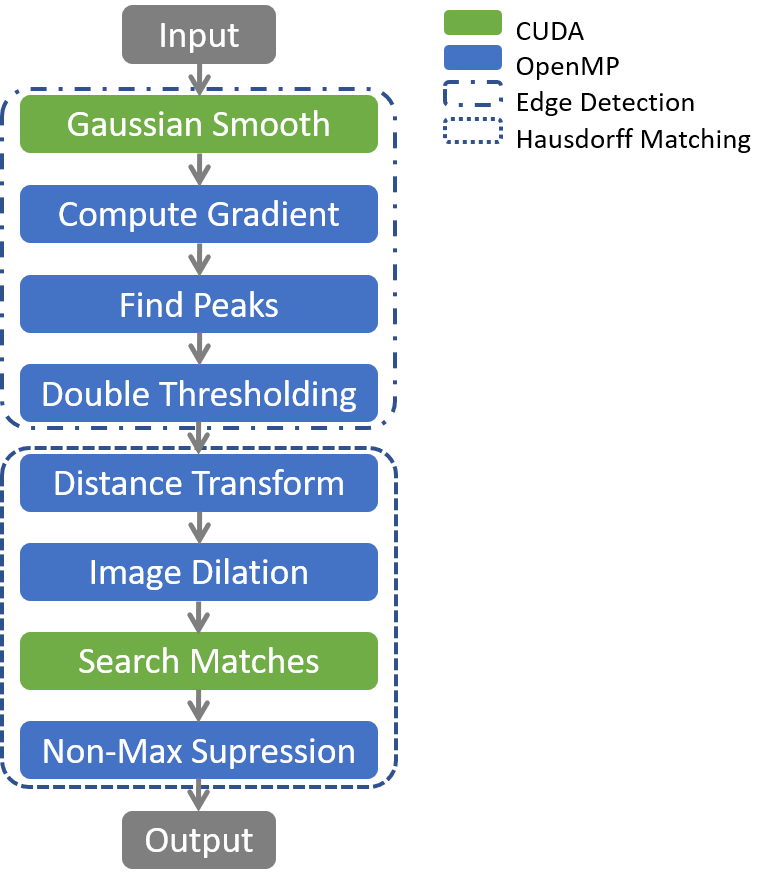 Input
Gaussian Smooth
Compute Gradient
Find Peaks
Double Thresholding
Distance Transform
Image Dilation
Search Matches
Non-Max Supression
Output
CUDA
OpenMP
Edge Detection
Hausdorff Matching